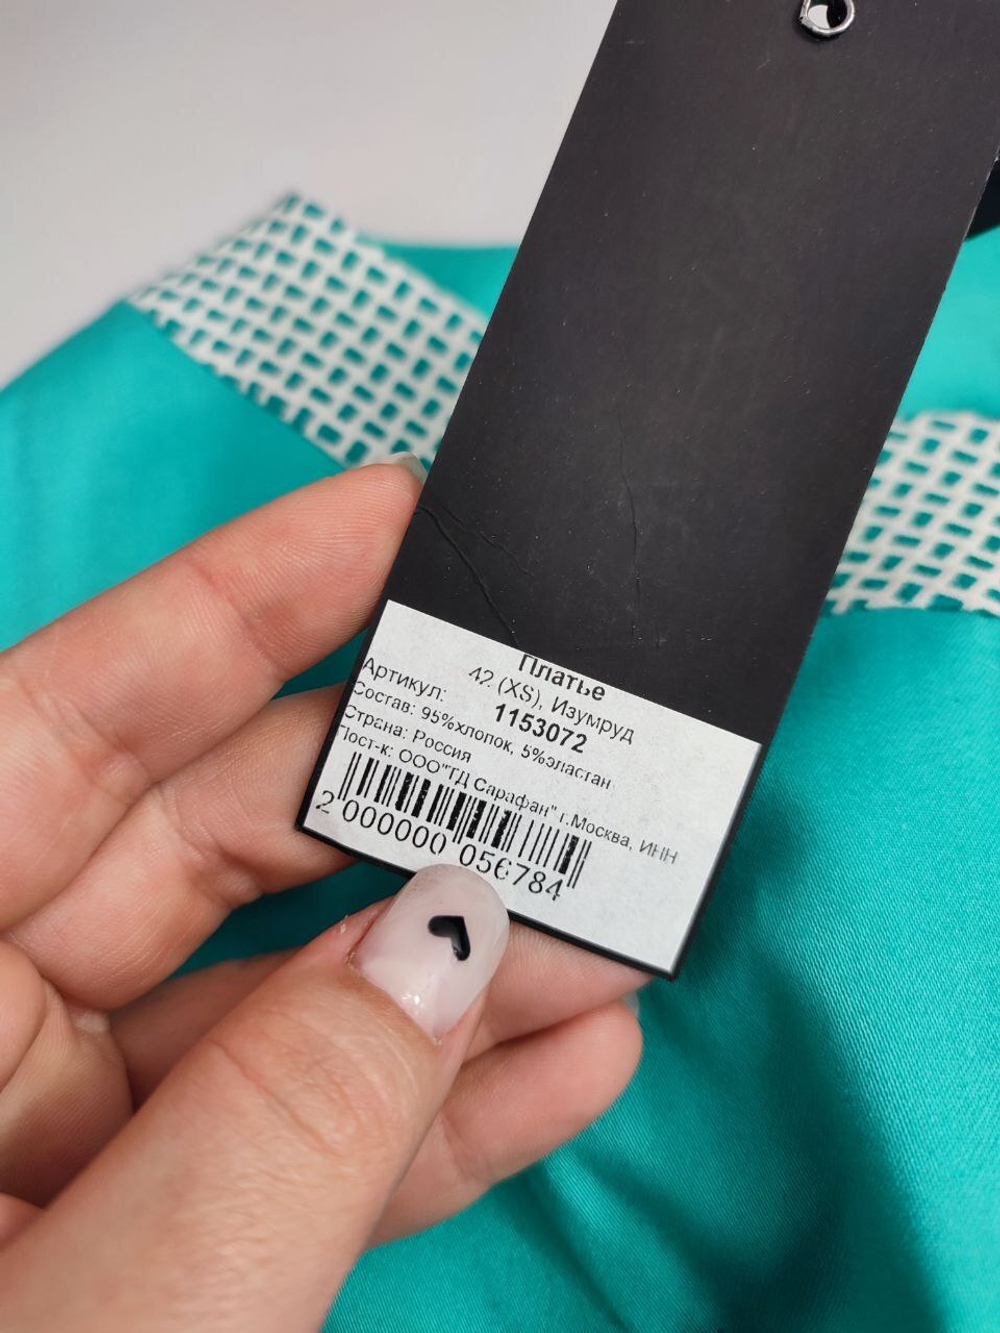 Платье
42 (XS), Изумруд
Артикул: 1153072
Состав: 95%хлопок, 5%эластан
Страна: Россия
Пост-к: ООО"ТД Сарафан" г.Москва, ИНН
2 000000 056784